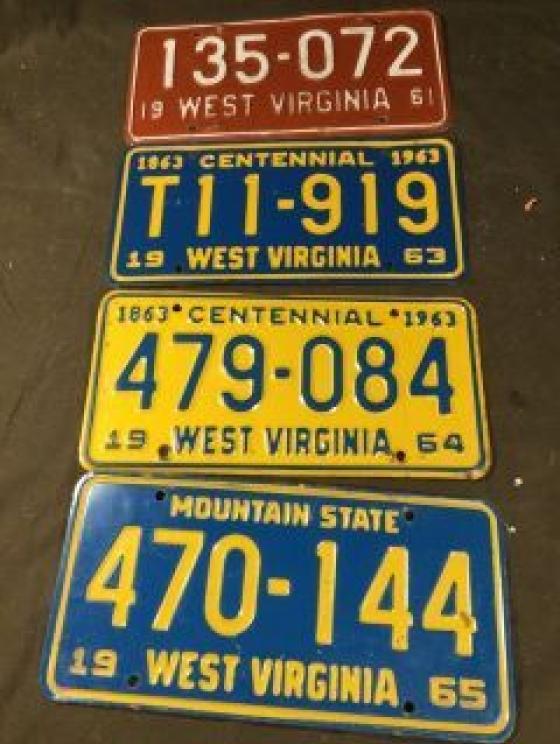 135-072
19 WEST VIRGINIA 61
1863 CENTENNIAL 1963
T11-919
19 WEST VIRGINIA 63
1863 CENTENNIAL 1963
479-084
19 WEST VIRGINIA 64
MOUNTAIN STATE
470-144
19 WEST VIRGINIA 65